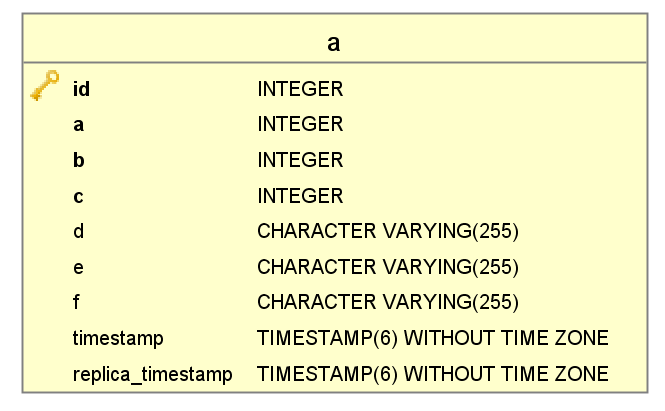 a
id INTEGER
a INTEGER
b INTEGER
c INTEGER
d CHARACTER VARYING(255)
e CHARACTER VARYING(255)
f CHARACTER VARYING(255)
timestamp TIMESTAMP(6) WITHOUT TIME ZONE
replica_timestamp TIMESTAMP(6) WITHOUT TIME ZONE